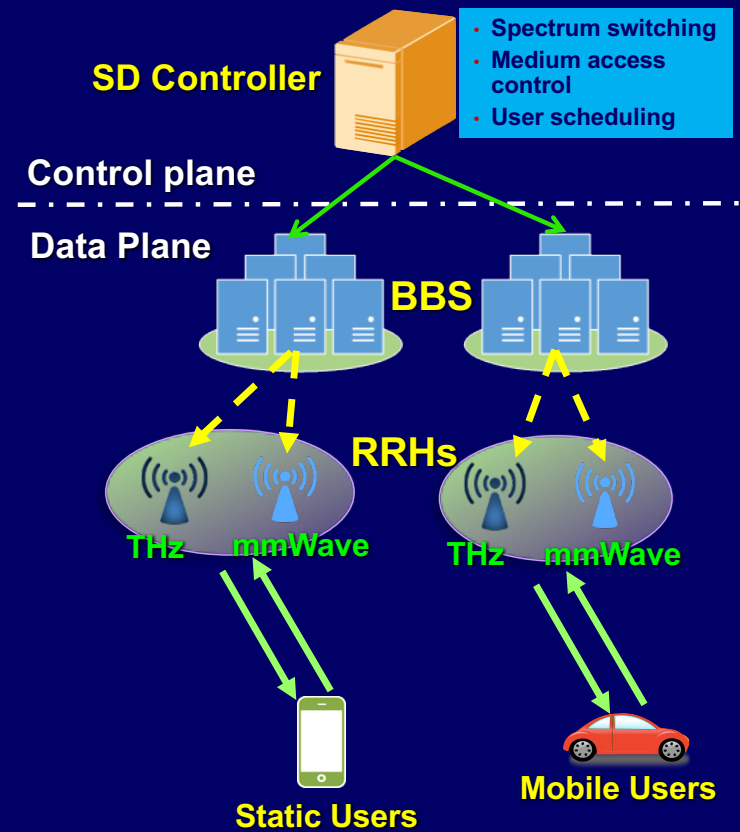 SD Controller
• Spectrum switching
• Medium access
control
• User scheduling
Control plane
Data Plane
BBS
RRHs
THz
mmWave
THz
mmWave
Static Users
Mobile Users